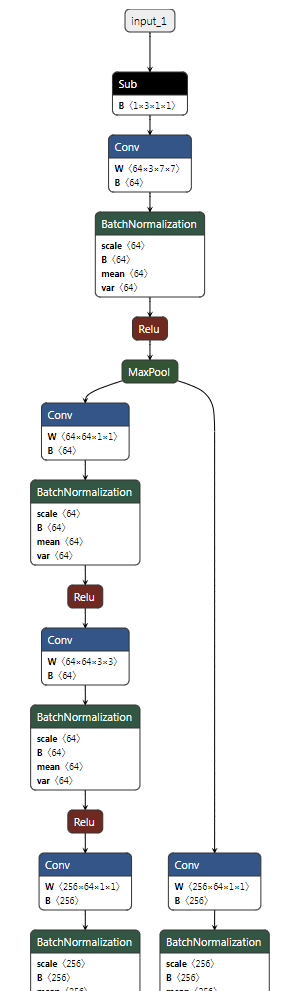 input_1
Sub
B ⟨1×3×1×1⟩
Conv
W ⟨64×3×7×7⟩
B ⟨64⟩
BatchNormalization
scale ⟨64⟩
B ⟨64⟩
mean ⟨64⟩
var ⟨64⟩
Relu
MaxPool
Conv
W ⟨64×64×1×1⟩
B ⟨64⟩
BatchNormalization
scale ⟨64⟩
B ⟨64⟩
mean ⟨64⟩
var ⟨64⟩
Relu
Conv
W ⟨64×64×3×3⟩
B ⟨64⟩
BatchNormalization
scale ⟨64⟩
B ⟨64⟩
mean ⟨64⟩
var ⟨64⟩
Relu
Conv
W ⟨256×64×1×1⟩
B ⟨256⟩
BatchNormalization
scale ⟨256⟩
B ⟨256⟩
Conv
W ⟨256×64×1×1⟩
B ⟨256⟩
BatchNormalization
scale ⟨256⟩
B ⟨256⟩